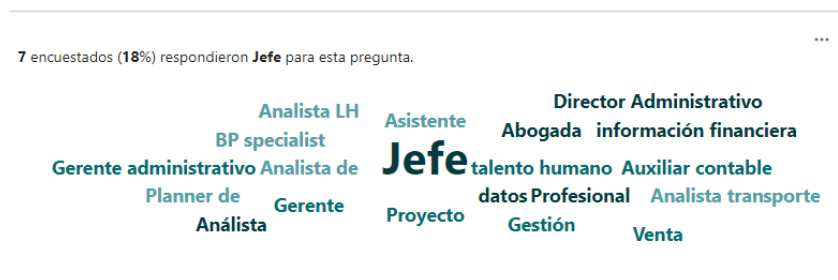 ...
7 encuestados (18%) respondieron Jefe para esta pregunta.
Director Administrativo
Analista LH
Asistente
Abogada información financiera
BP specialist
Jefe
Gerente administrativo Analista de
talento humano Auxiliar contable
Planner de
datos Profesional Analista transporte
Gerente
Proyecto
Análista
Gestión
Venta